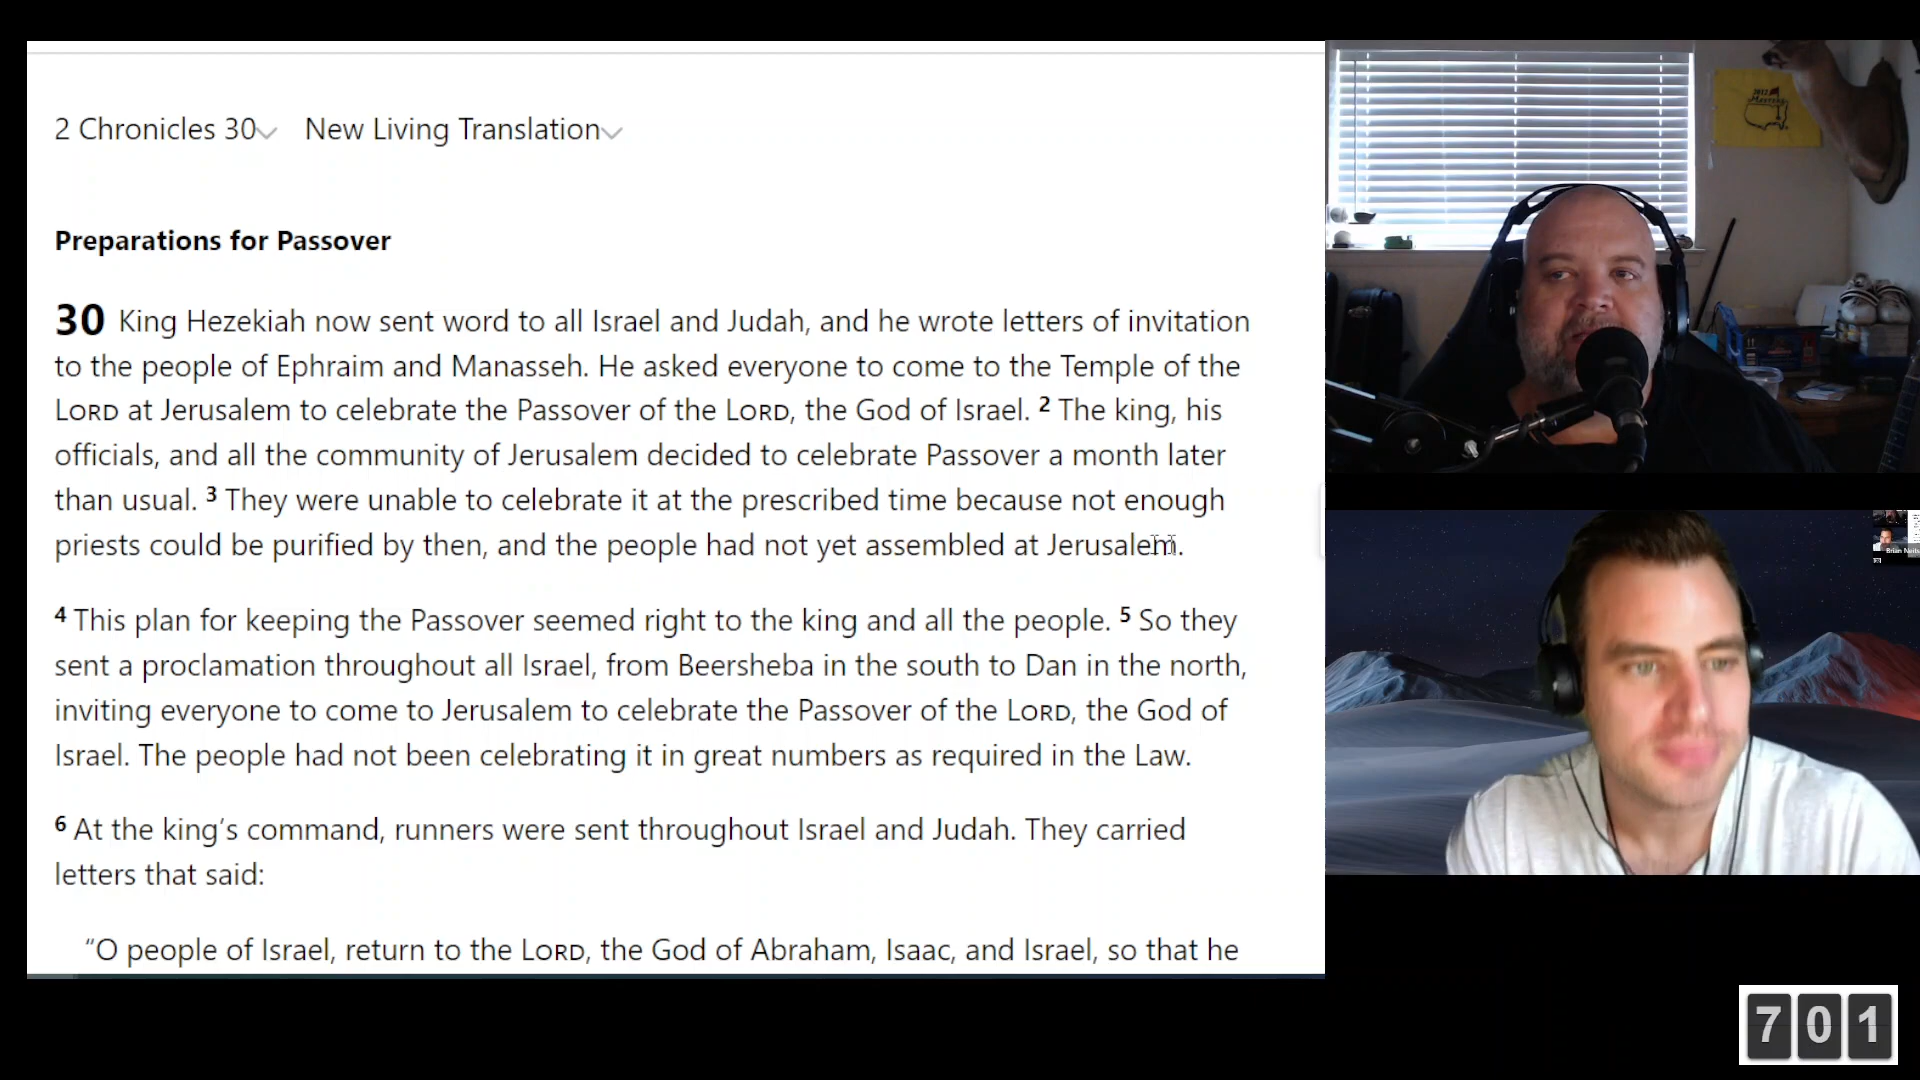 2 Chronicles 30 New Living Translation
Preparations for Passover
30 King Hezekiah now sent word to all Israel and Judah, and he wrote letters of invitation
to the people of Ephraim and Manasseh. He asked everyone to come to the Temple of the
LORD at Jerusalem to celebrate the Passover of the LORD, the God of Israel. 2 The king, his
officials, and all the community of Jerusalem decided to celebrate Passover a month later
than usual. 3 They were unable to celebrate it at the prescribed time because not enough
priests could be purified by then, and the people had not yet assembled at Jerusalem.
4 This plan for keeping the Passover seemed right to the king and all the people. 5 So they
sent a proclamation throughout all Israel, from Beersheba in the south to Dan in the north,
inviting everyone to come to Jerusalem to celebrate the Passover of the LORD, the God of
Israel. The people had not been celebrating it in great numbers as required in the Law.
6 At the king’s command, runners were sent throughout Israel and Judah. They carried
letters that said:
“O people of Israel, return to the LORD, the God of Abraham, Isaac, and Israel, so that he
Masters
Brian
701